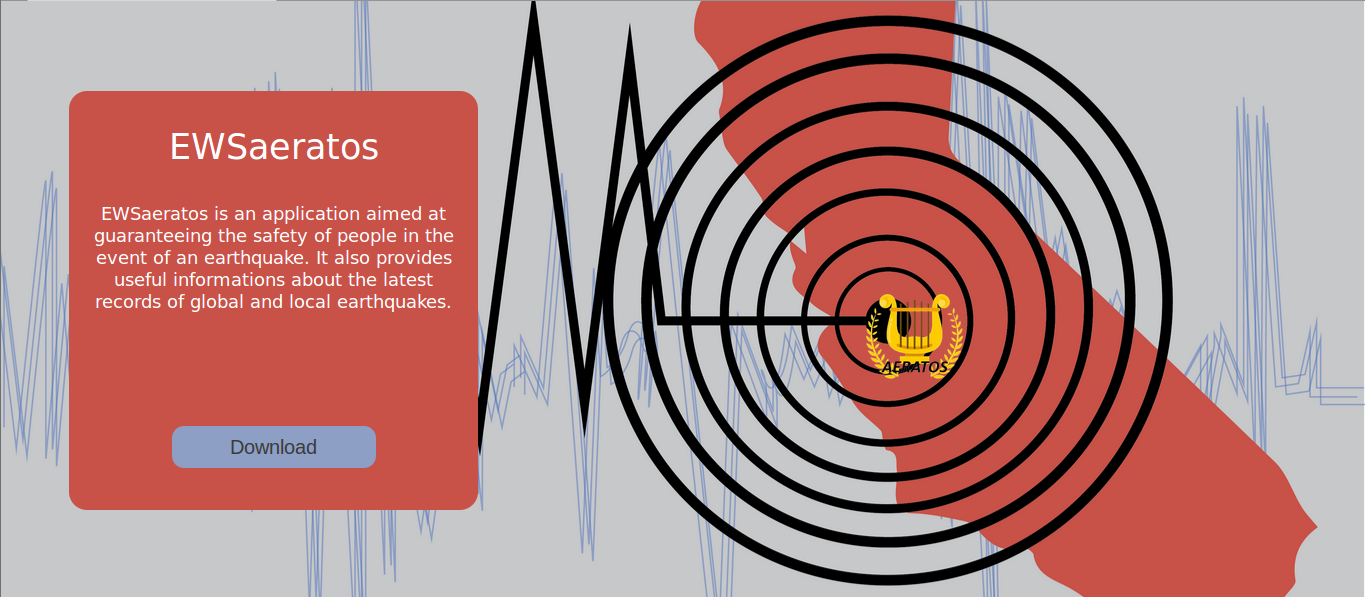 EWSaeratos
EWSaeratos is an application aimed at
guaranteeing the safety of people in the
event of an earthquake. It also provides
useful informations about the latest
records of global and local earthquakes.
Download
AERATOS